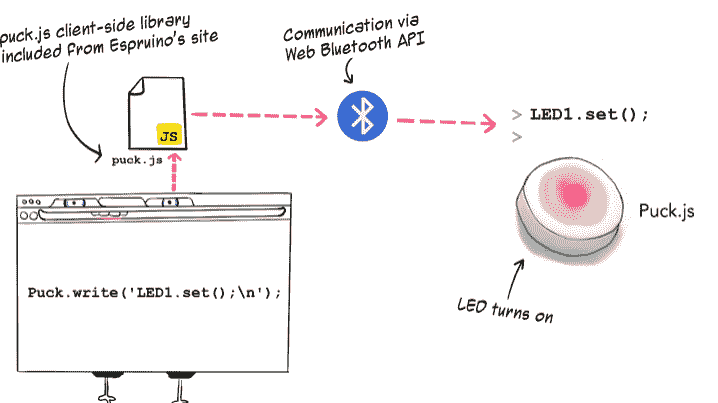 puck.js client-side library
included from Espruino's site
Communication via
Web Bluetooth API
JS
puck.js
> LED1.set();
>
Puck.js
LED turns on
Puck.write('LED1.set();\n');